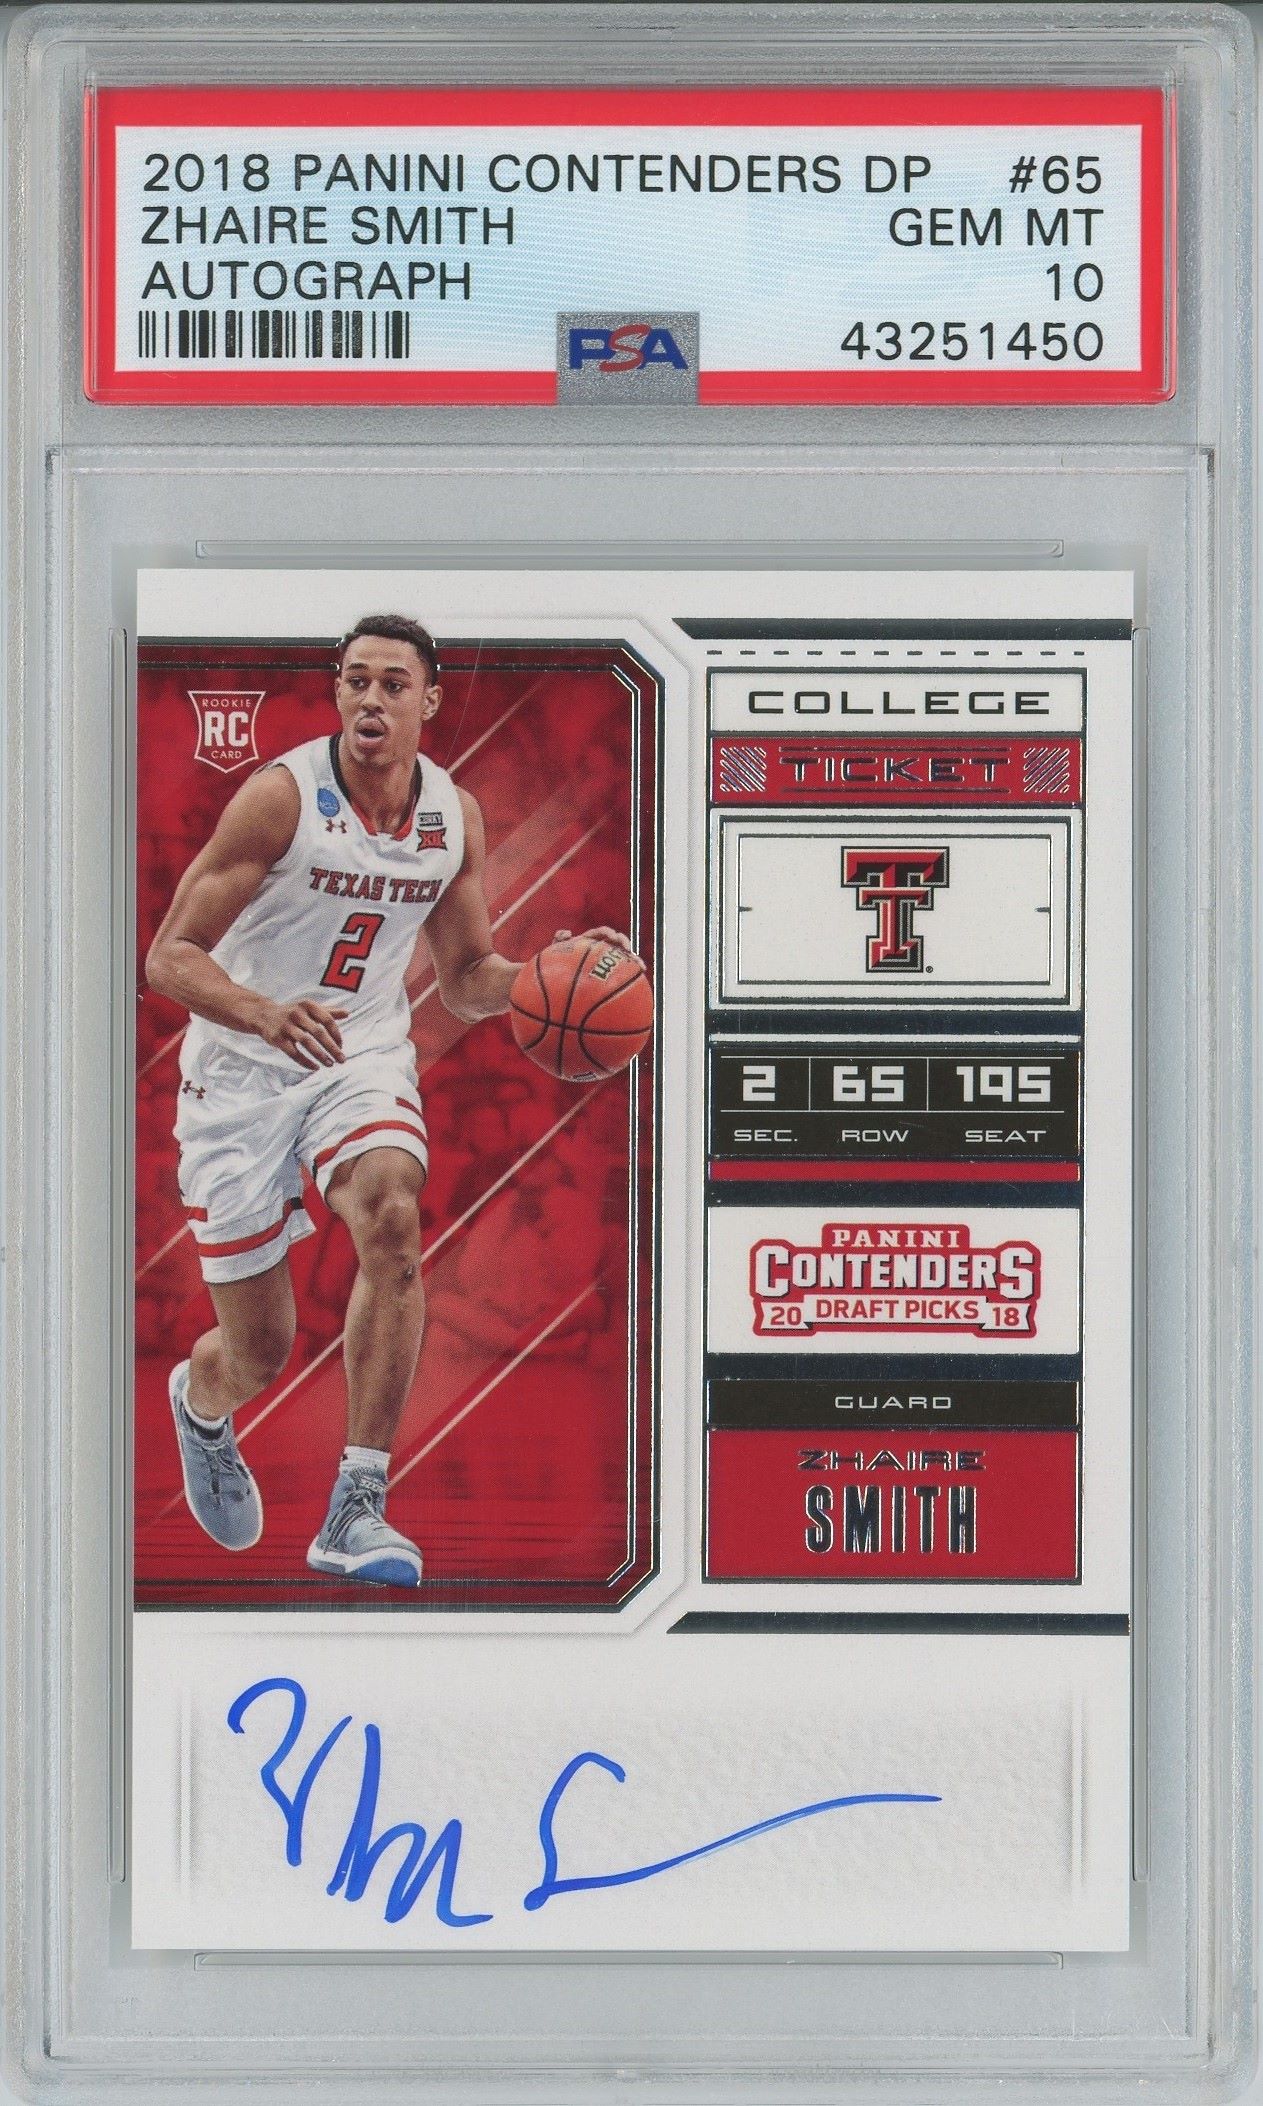 2018 PANINI CONTENDERS DP #65
ZHAIRE SMITH GEM MT
AUTOGRAPH 10
PSA 43251450
ROOKIE
RC
CARD
TEXAS TECH
2
XII
COLLEGE
TICKET
T
2 65 195
SEC. ROW SEAT
PANINI
CONTENDERS
20 DRAFT PICKS 18
GUARD
ZHAIRE
SMITH